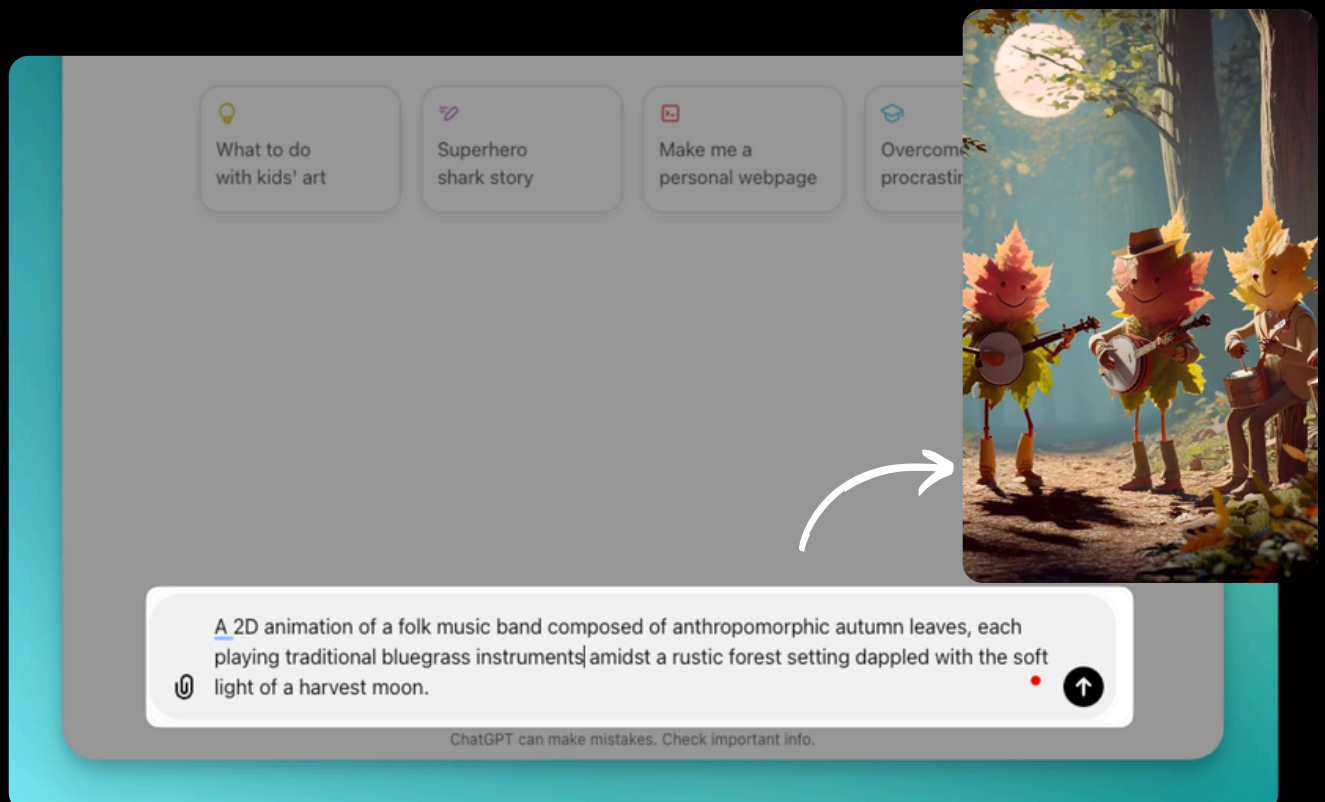 What to do
with kids' art
Superhero
shark story
Make me a
personal webpage
Overcome
A 2D animation of a folk music band composed of anthropomorphic autumn leaves, each
playing traditional bluegrass instruments amidst a rustic forest setting dappled with the soft
light of a harvest moon.
ChatGPT can make mistakes. Check important info.